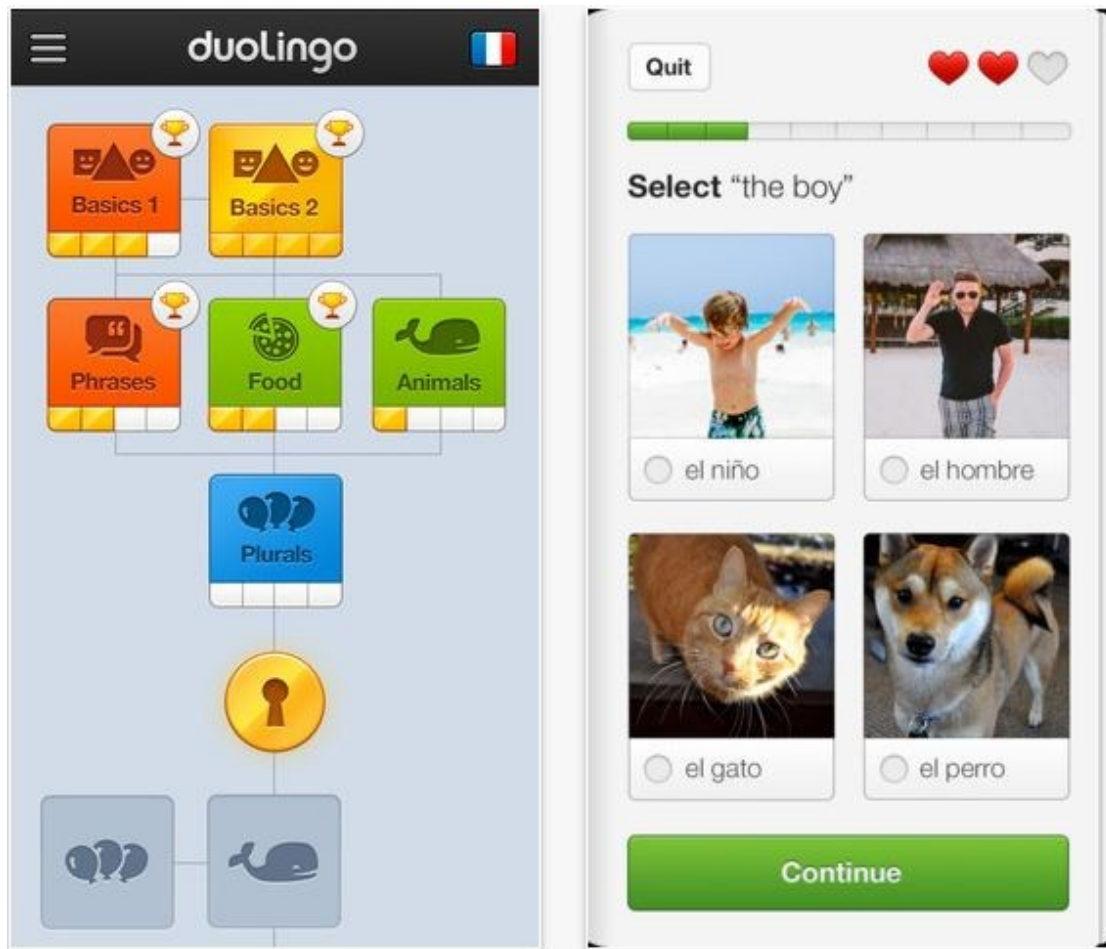 duolingo
Basics 1
Basics 2
Phrases
Food
Animals
Plurals
Quit
Select “the boy”
el niño
el hombre
el gato
el perro
Continue